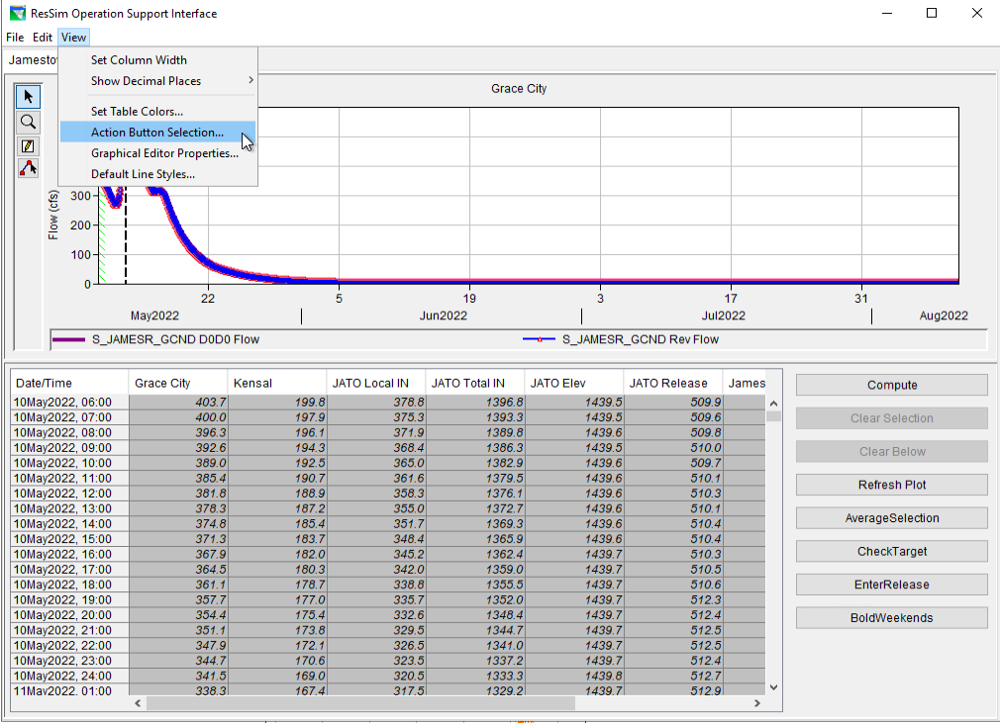 ResSim Operation Support Interface
File Edit View
Jamesto
Set Column Width
Show Decimal Places
Set Table Colors...
Action Button Selection...
Graphical Editor Properties...
Default Line Styles...
Grace City
Flow (cfs)
300
200
100
0
22 5 19 3 17 31
May2022 Jun2022 Jul2022 Aug2022
S_JAMESR_GCND D0D0 Flow S_JAMESR_GCND Rev Flow
Date/Time Grace City Kensal JATO Local IN JATO Total IN JATO Elev JATO Release James
10May2022, 06:00 403.7 199.8 378.8 1396.8 1439.5 509.9
10May2022, 07:00 400.0 197.9 375.3 1393.3 1439.5 509.6
10May2022, 08:00 396.3 196.1 371.9 1389.8 1439.6 509.8
10May2022, 09:00 392.6 194.3 368.4 1386.3 1439.5 510.0
10May2022, 10:00 389.0 192.5 365.0 1382.9 1439.6 509.7
10May2022, 11:00 385.4 190.7 361.6 1379.5 1439.6 510.1
10May2022, 12:00 381.8 188.9 358.3 1376.1 1439.6 510.3
10May2022, 13:00 378.3 187.2 355.0 1372.7 1439.6 510.1
10May2022, 14:00 374.8 185.4 351.7 1369.3 1439.6 510.4
10May2022, 15:00 371.3 183.7 348.4 1365.9 1439.6 510.4
10May2022, 16:00 367.9 182.0 345.2 1362.4 1439.7 510.3
10May2022, 17:00 364.5 180.3 342.0 1359.0 1439.7 510.5
10May2022, 18:00 361.1 178.7 338.8 1355.5 1439.7 510.6
10May2022, 19:00 357.7 177.0 335.7 1352.0 1439.7 512.3
10May2022, 20:00 354.4 175.4 332.6 1348.4 1439.7 512.4
10May2022, 21:00 351.1 173.8 329.5 1344.7 1439.7 512.5
10May2022, 22:00 347.9 172.1 326.5 1341.0 1439.7 512.5
10May2022, 23:00 344.7 170.6 323.5 1337.2 1439.7 512.4
10May2022, 24:00 341.5 169.0 320.5 1333.3 1439.8 512.7
11May2022, 01:00 338.3 167.4 317.5 1329.2 1439.7 512.9
Compute
Clear Selection
Clear Below
Refresh Plot
AverageSelection
CheckTarget
EnterRelease
BoldWeekends